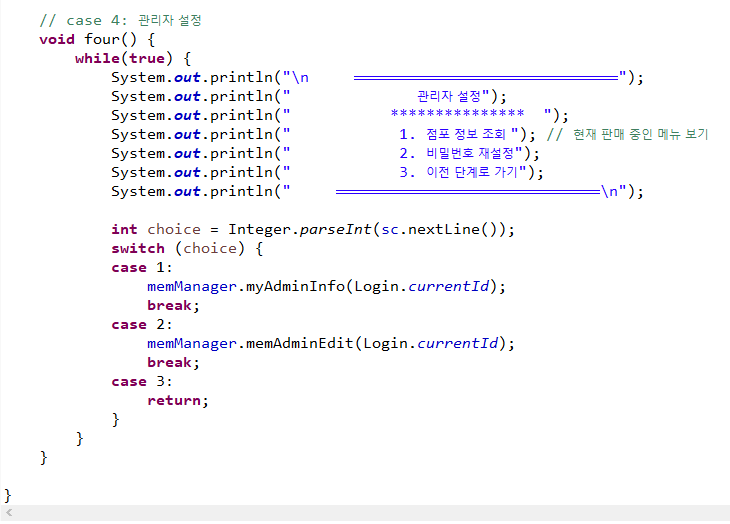 // case 4: 관리자 설정
void four() {
while(true) {
System.out.println("\n     ══════════════════════════════");
System.out.println("              관리자 설정");
System.out.println("              ***************  ");
System.out.println("            1. 점포 정보 조회 "); // 현재 판매 중인 메뉴 보기
System.out.println("            2. 비밀번호 재설정");
System.out.println("            3. 이전 단계로 가기");
System.out.println("     ══════════════════════════════\n");
int choice = Integer.parseInt(sc.nextLine());
switch (choice) {
case 1:
memManager.myAdminInfo(Login.currentId);
break;
case 2:
memManager.memAdminEdit(Login.currentId);
break;
case 3:
return;
}
}
}
}